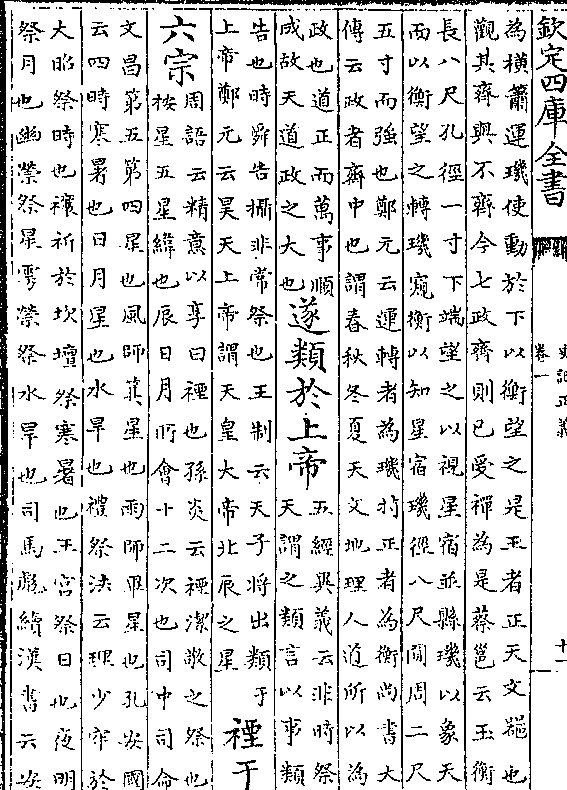 欽定四庫全書
史記正義
卷一
十一
為橫簫運璣使動於下以衡望之是王者正天文器也
觀其齊與不齊今七政齊則已受禪為是蔡邕云玉衡
長八尺孔徑一寸下端望之以視星宿並縣璣以象天
而以衡望之轉璣窺衡以知星宿璣徑八尺圓周二尺
五寸而強也鄭元云運轉者為璣持正者為衡尚書大
傳云政者齊中也謂春秋冬夏天文地理人道所以為
政也道正而萬事順
成故天道政之大也
遂類於上帝
五經異義云非時祭
天謂之類言以事類
告也時舜告攝非常祭也王制云天子將出類于
上帝鄭元云昊天上帝謂天皇大帝北辰之星
禋于
六宗
周語云精意以享曰禋也孫炎云禋潔敬之祭也
按星五星緯也辰日月所會十二次也司中司命
文昌第五第四星也風師箕星也雨師畢星也孔安國
云四時寒暑也日月星也水旱也禮祭法云理少牢於
大昭祭時也禳祈於坎壇祭寒暑也王宮祭日也夜明
祭月也幽禜祭星雩禜祭水旱也司馬彪續漢書云安